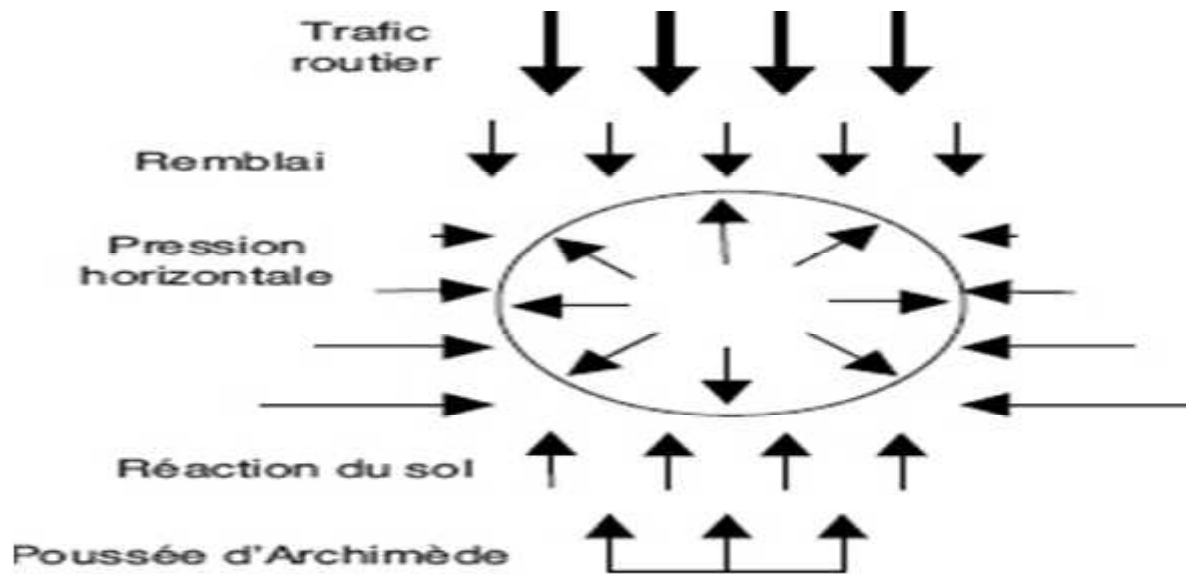 Trafic
routier
Remblai
Pression
horizontale
Réaction du sol
Poussée d'Archimède